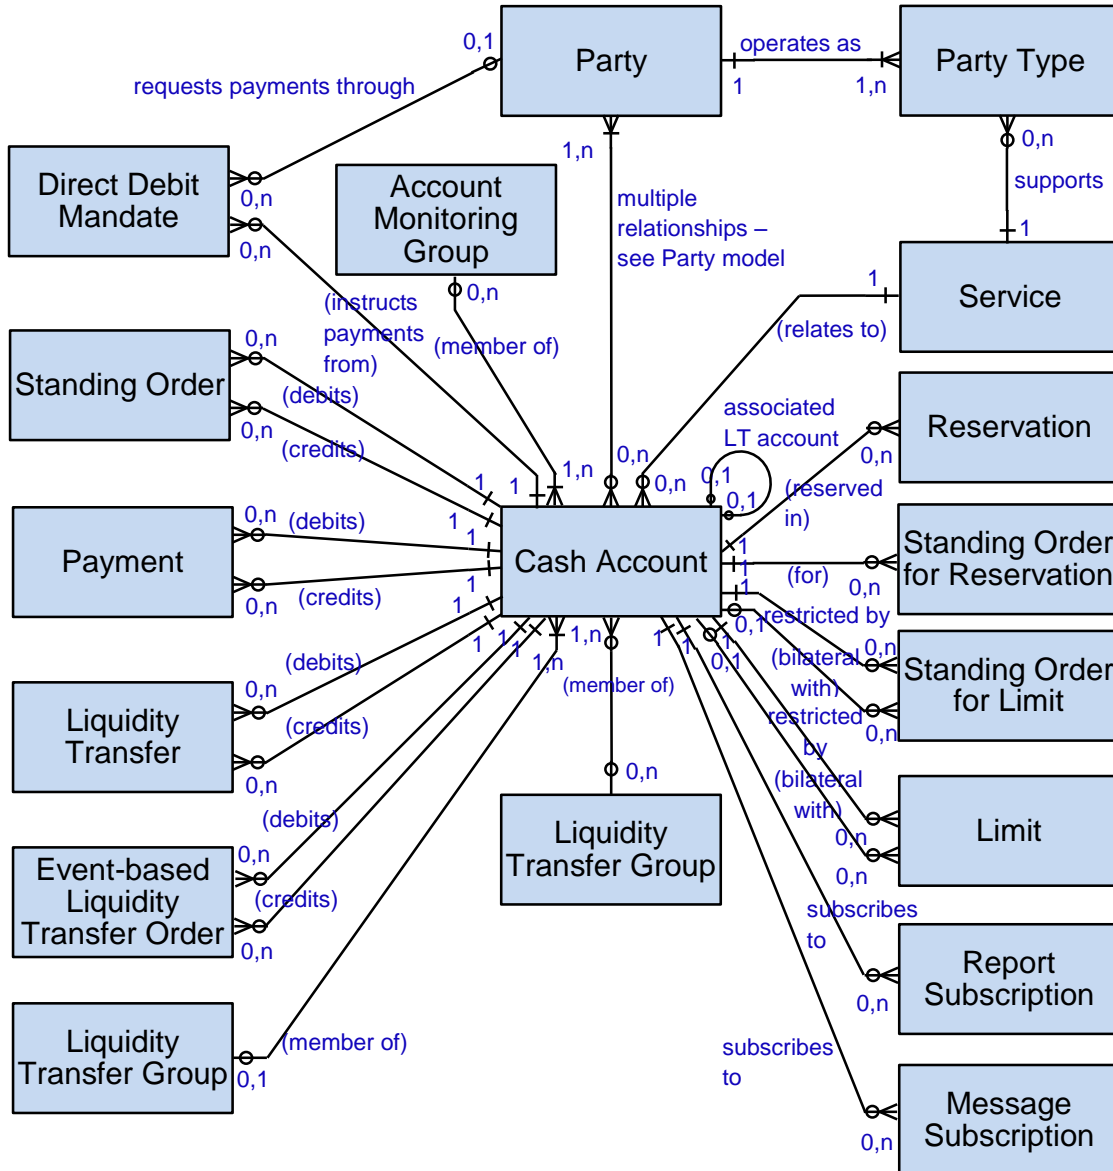 0,1
Party
operates as
1
1,n
Party Type
requests payments through
1,n
0,n
supports
1
Direct Debit
Mandate
0,n
0,n
Account
Monitoring
Group
0,n
multiple
relationships –
see Party model
Service
1
(relates to)
(instructs
payments
from)
(member of)
Standing Order
0,n
(debits)
0,n
(credits)
associated
LT account
0,1
0,1
Reservation
0,n
(reserved
in)
1
1
1
1,n
0,n
0,n
1
Payment
0,n
(debits)
0,n
(credits)
1
1
Cash Account
1
(for)
0,n
Standing Order
for Reservation
1
restricted by
0,1
0,n
(bilateral
with)
0,n
Standing Order
for Limit
Liquidity
Transfer
0,n
(debits)
(credits)
0,n
1
1
1
1
1,n
1,n
(member of)
0,n
Liquidity
Transfer Group
1
1
0,1
1
restricted
by
(bilateral
with)
0,n
0,n
Limit
Event-based
Liquidity
Transfer Order
0,n
(debits)
(credits)
0,n
subscribes
to
0,n
Report
Subscription
Liquidity
Transfer Group
0,1
(member of)
subscribes
to
0,n
Message
Subscription